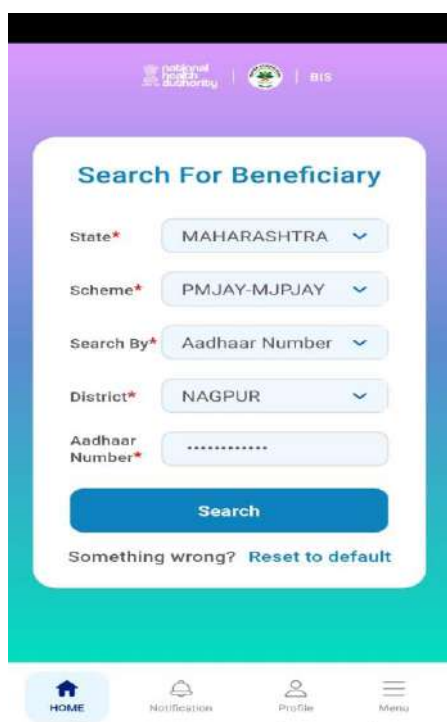 national
health
authority
BIS
Search For Beneficiary
State* MAHARASHTRA
Scheme* PMJAY-MJPJAY
Search By* Aadhaar Number
District* NAGPUR
Aadhaar
Number* ············
Search
Something wrong? Reset to default
HOME Notification Profile Menu